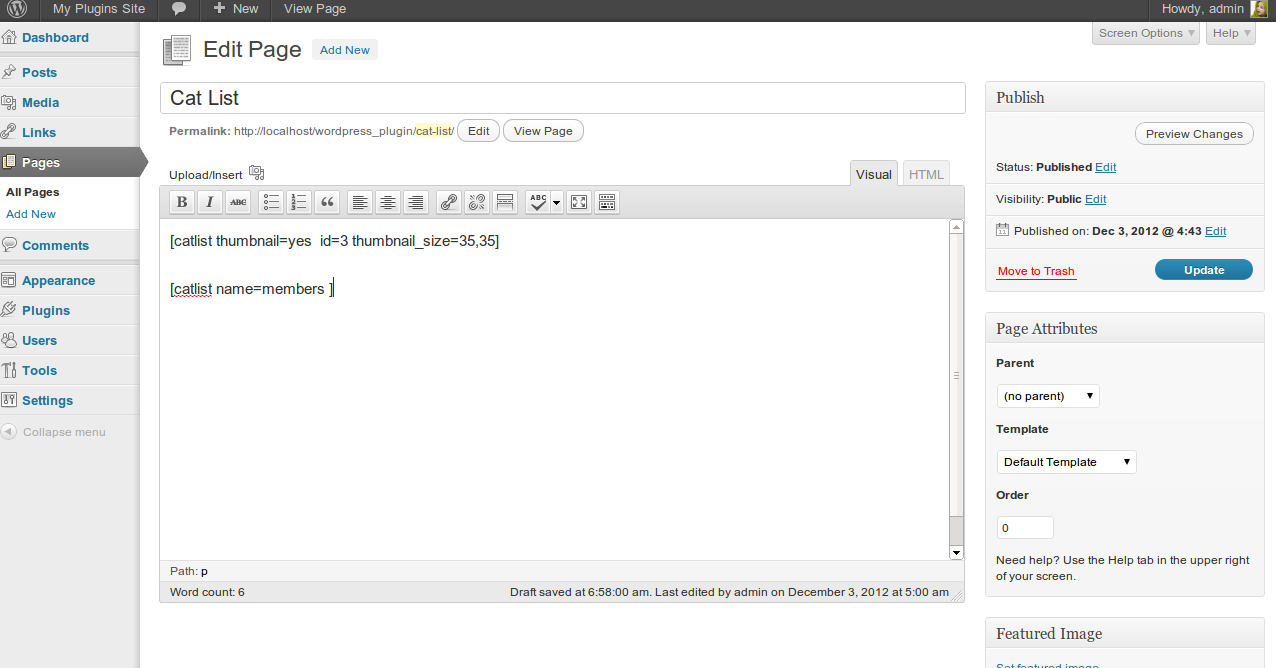 My Plugins Site
New
View Page
Howdy, admin
Dashboard
Posts
Media
Links
Pages
All Pages
Add New
Comments
Appearance
Plugins
Users
Tools
Settings
Collapse menu
Screen Options
Help
Edit Page
Add New
Cat List
Permalink: http://localhost/wordpress_plugin/cat-list/ Edit View Page
Upload/Insert
Visual
HTML
B I ABC
ABC
[catlist thumbnail=yes  id=3 thumbnail_size=35,35]
[catlist name=members ]
Path: p
Word count: 6
Draft saved at 6:58:00 am. Last edited by admin on December 3, 2012 at 5:00 am
Publish
Preview Changes
Status: Published Edit
Visibility: Public Edit
Published on: Dec 3, 2012 @ 4:43 Edit
Move to Trash
Update
Page Attributes
Parent
(no parent)
Template
Default Template
Order
0
Need help? Use the Help tab in the upper right
of your screen.
Featured Image
Set featured image